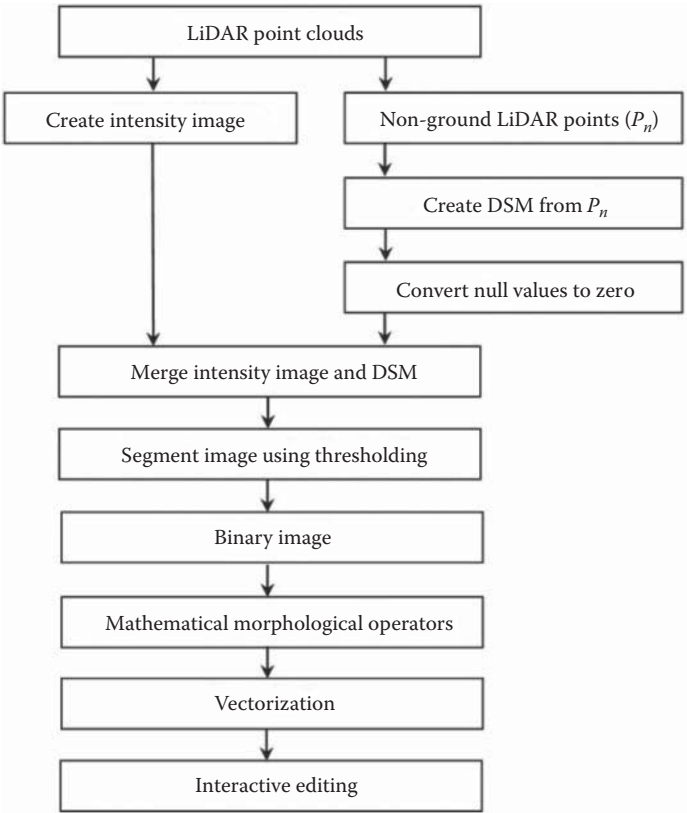 LiDAR point clouds
Create intensity image
Non-ground LiDAR points (Pn)
Create DSM from Pn
Convert null values to zero
Merge intensity image and DSM
Segment image using thresholding
Binary image
Mathematical morphological operators
Vectorization
Interactive editing